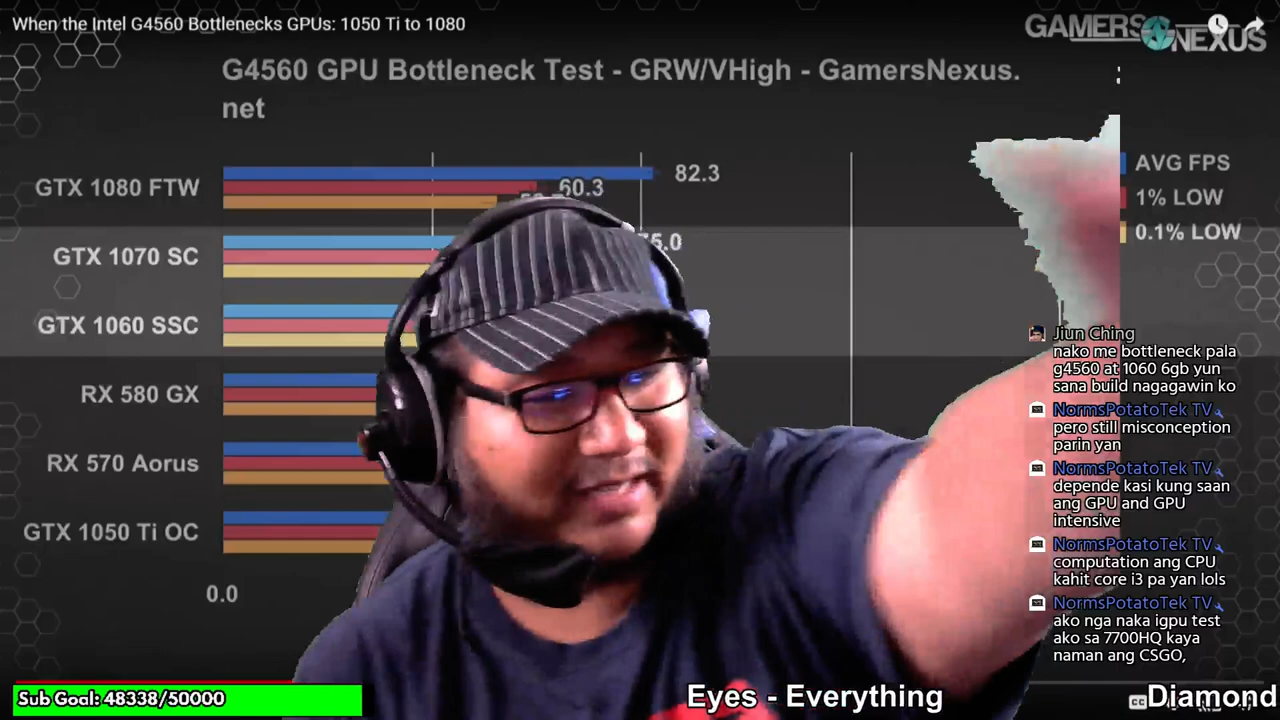 When the Intel G4560 Bottlenecks GPUs: 1050 Ti to 1080
GAMERS NEXUS
G4560 GPU Bottleneck Test - GRW/VHigh - GamersNexus.
net
AVG FPS
1% LOW
0.1% LOW
GTX 1080 FTW
82.3
60.3
GTX 1070 SC
75.0
GTX 1060 SSC
RX 580 GX
RX 570 Aorus
GTX 1050 Ti OC
0.0
Jiun Ching
nako me bottleneck pala
g4560 at 1060 6gb yun
sana build nagagawin ko
NormsPotatoTek TV
pero still misconception
parin yan
NormsPotatoTek TV
depende kasi kung saan
ang GPU and GPU
intensive
NormsPotatoTek TV
computation ang CPU
kahit core i3 pa yan lols
NormsPotatoTek TV
ako nga naka igpu test
ako sa 7700HQ kaya
naman ang CSGO,
Sub Goal: 48338/50000
Eyes - Everything
Diamond